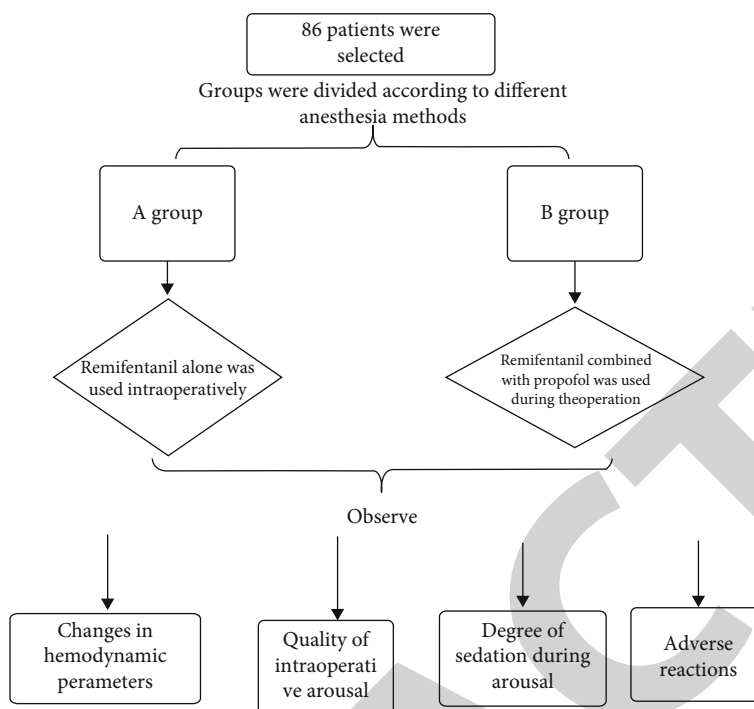 86 patients were
selected
Groups were divided according to different
anesthesia methods
A group
B group
Remifentanil alone was
used intraoperatively
Remifentanil combined
with propofol was used
during theoperation
Observe
Changes in
hemodynamic
perameters
Quality of
intraoperati
ve arousal
Degree of
sedation during
arousal
Adverse
reactions